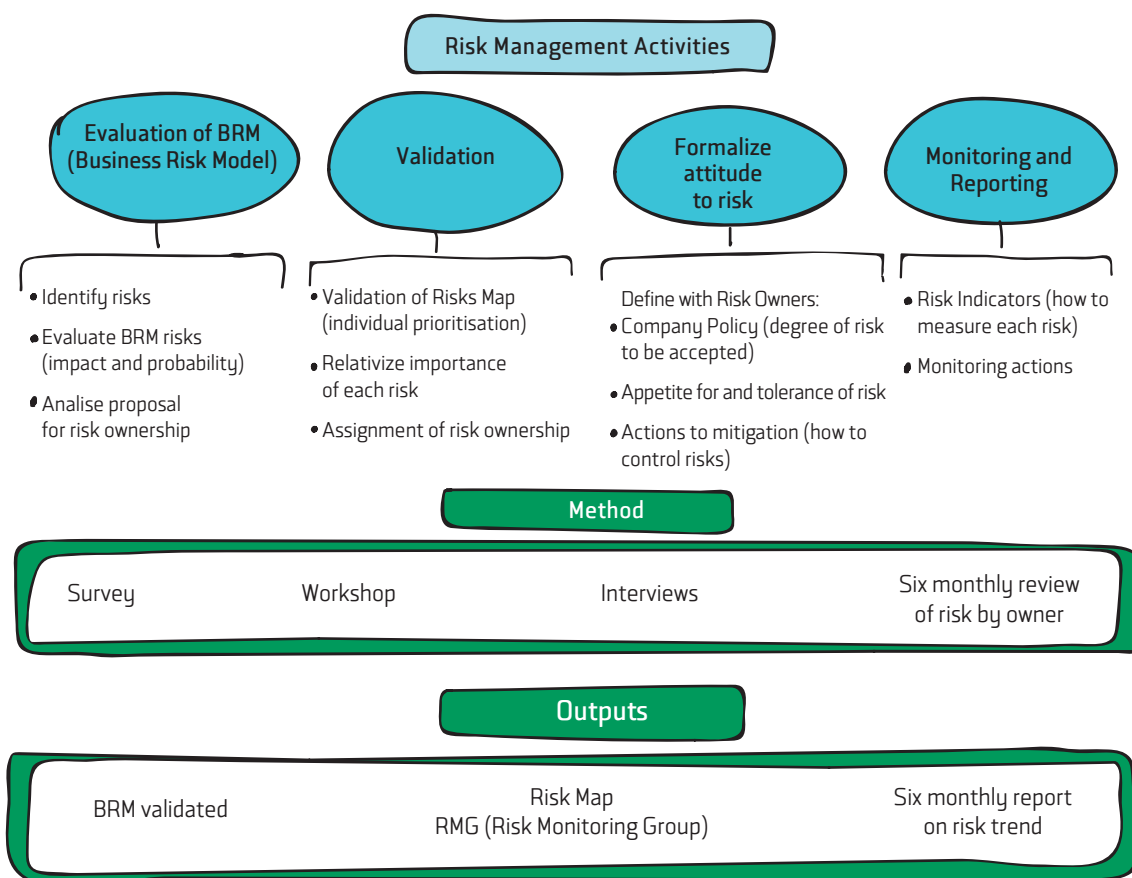 Risk Management Activities
Evaluation of BRM
(Business Risk Model)
Validation
Formalize
attitude
to risk
Monitoring and
Reporting
• Identify risks
• Evaluate BRM risks
(impact and probability)
• Analise proposal
for risk ownership
• Validation of Risks Map
(individual prioritisation)
• Relativize importance
of each risk
• Assignment of risk ownership
Define with Risk Owners:
• Company Policy (degree of risk
to be accepted)
• Appetite for and tolerance of risk
• Actions to mitigation (how to
control risks)
• Risk Indicators (how to
measure each risk)
• Monitoring actions
Method
Survey
Workshop
Interviews
Six monthly review
of risk by owner
Outputs
BRM validated
Risk Map
RMG (Risk Monitoring Group)
Six monthly report
on risk trend